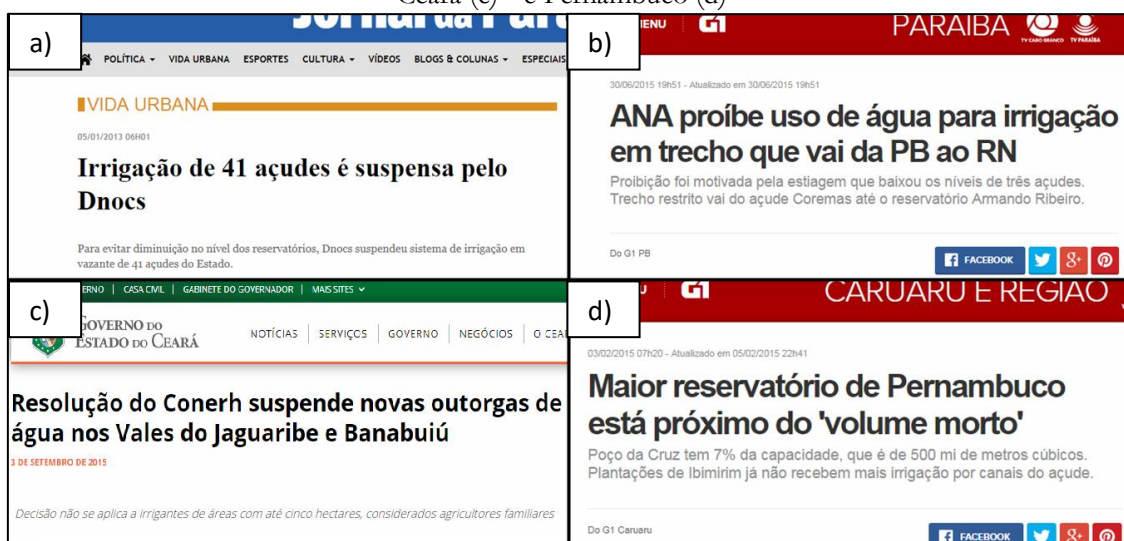 Ceará (c) e Pernambuco (d)
a)
Jornal da Para
POLÍTICA VIDA URBANA ESPORTES CULTURA VÍDEOS BLOGS & COLUNAS ESPECIAIS
VIDA URBANA
05/01/2013 06H01
Irrigação de 41 açudes é suspensa pelo
Dnocs
Para evitar diminuição no nível dos reservatórios, Dnocs suspendeu sistema de irrigação em
vazante de 41 açudes do Estado.
b)
ENU G1 PARAÍBA TV CABO BRANCO TV PARAÍBA
30/06/2015 19h51 - Atualizado em 30/06/2015 19h51
ANA proíbe uso de água para irrigação
em trecho que vai da PB ao RN
Proibição foi motivada pela estiagem que baixou os níveis de três açudes.
Trecho restrito vai do açude Coremas até o reservatório Armando Ribeiro.
Do G1 PB
FACEBOOK 8+
c)
ERNO | CASA CIVIL | GABINETE DO GOVERNADOR | MAIS SITES
GOVERNO DO
ESTADO DO CEARÁ
NOTÍCIAS | SERVIÇOS | GOVERNO | NEGÓCIOS | O CEA
Resolução do Conerh suspende novas outorgas de
água nos Vales do Jaguaribe e Banabuiú
3 DE SETEMBRO DE 2015
Decisão não se aplica a irrigantes de áreas com até cinco hectares, considerados agricultores familiares
d)
U G1 CARUARU E REGIÃO
03/02/2015 07h20 - Atualizado em 05/02/2015 22h41
Maior reservatório de Pernambuco
está próximo do 'volume morto'
Poço da Cruz tem 7% da capacidade, que é de 500 mi de metros cúbicos.
Plantações de Ibimirim já não recebem mais irrigação por canais do açude.
Do G1 Caruaru
FACEBOOK 8+